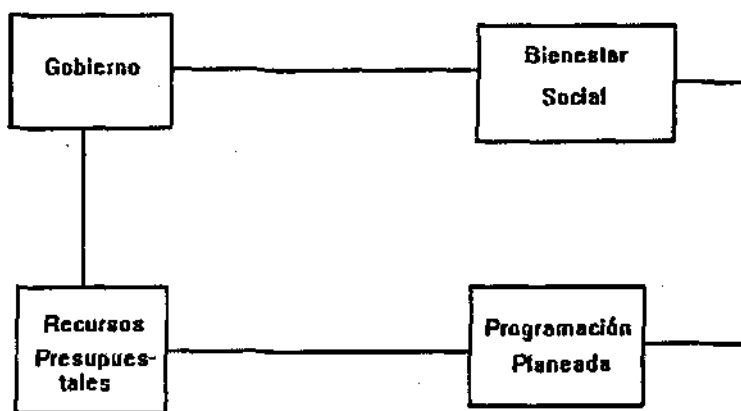 Gobierno
Bienestar
Social
Recursos
Presupues-
tales
Programación
Planeada